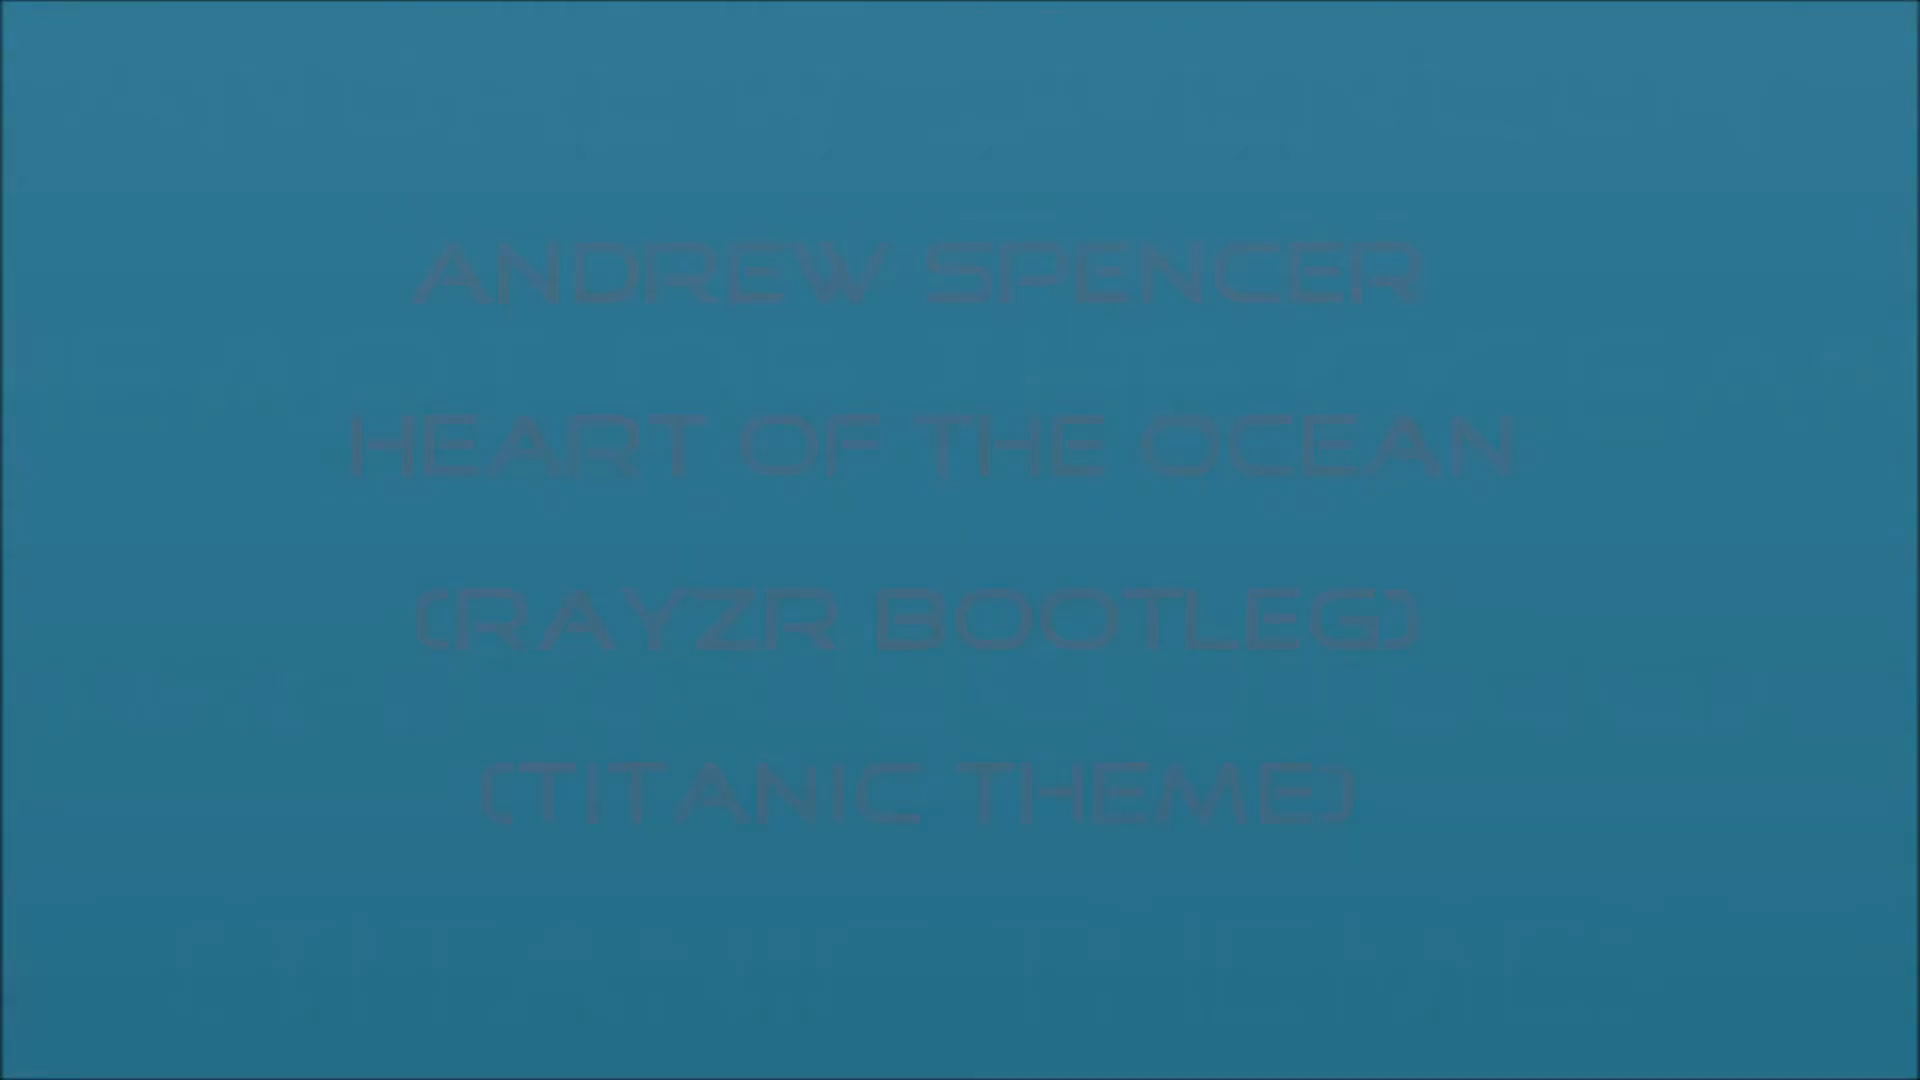 ANDREW SPENCER
HEART OF THE OCEAN
(RAYZR BOOTLEG)
(TITANIC THEME)